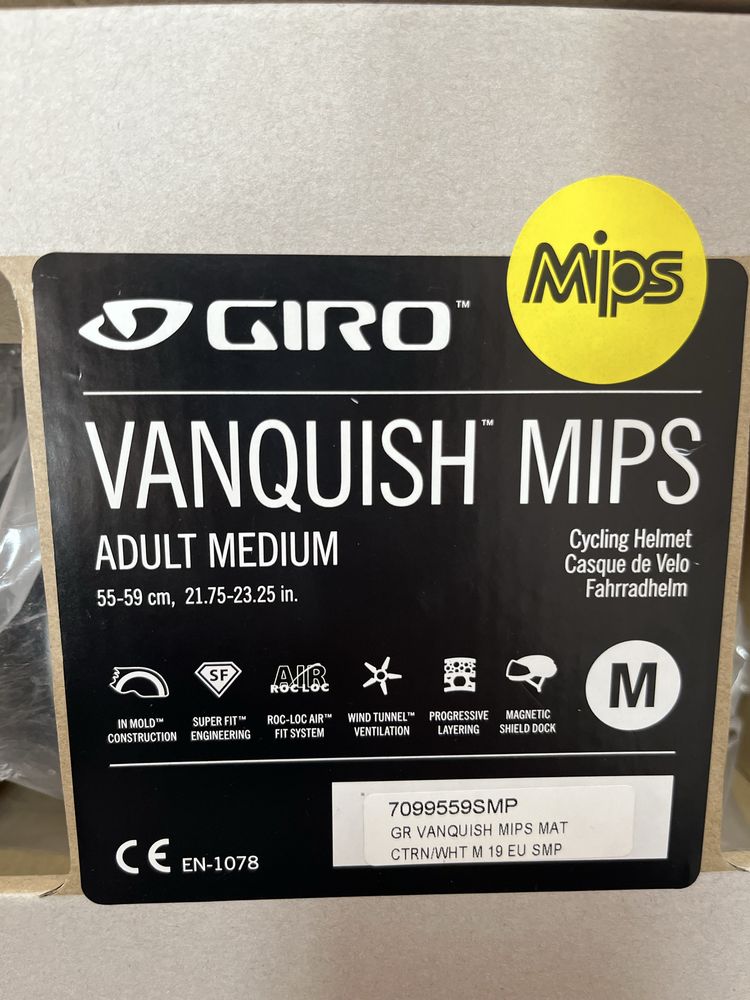 Mips
GIRO™
VANQUISH™ MIPS
ADULT MEDIUM
55-59 cm, 21.75-23.25 in.
Cycling Helmet
Casque de Velo
Fahrradhelm
IN MOLD™
CONSTRUCTION
SF
SUPER FIT™
ENGINEERING
AIR
ROC LOC
ROC-LOC AIR™
FIT SYSTEM
WIND TUNNEL™
VENTILATION
PROGRESSIVE
LAYERING
MAGNETIC
SHIELD DOCK
M
CE EN-1078
7099559SMP
GR VANQUISH MIPS MAT
CTRN/WHT M 19 EU SMP